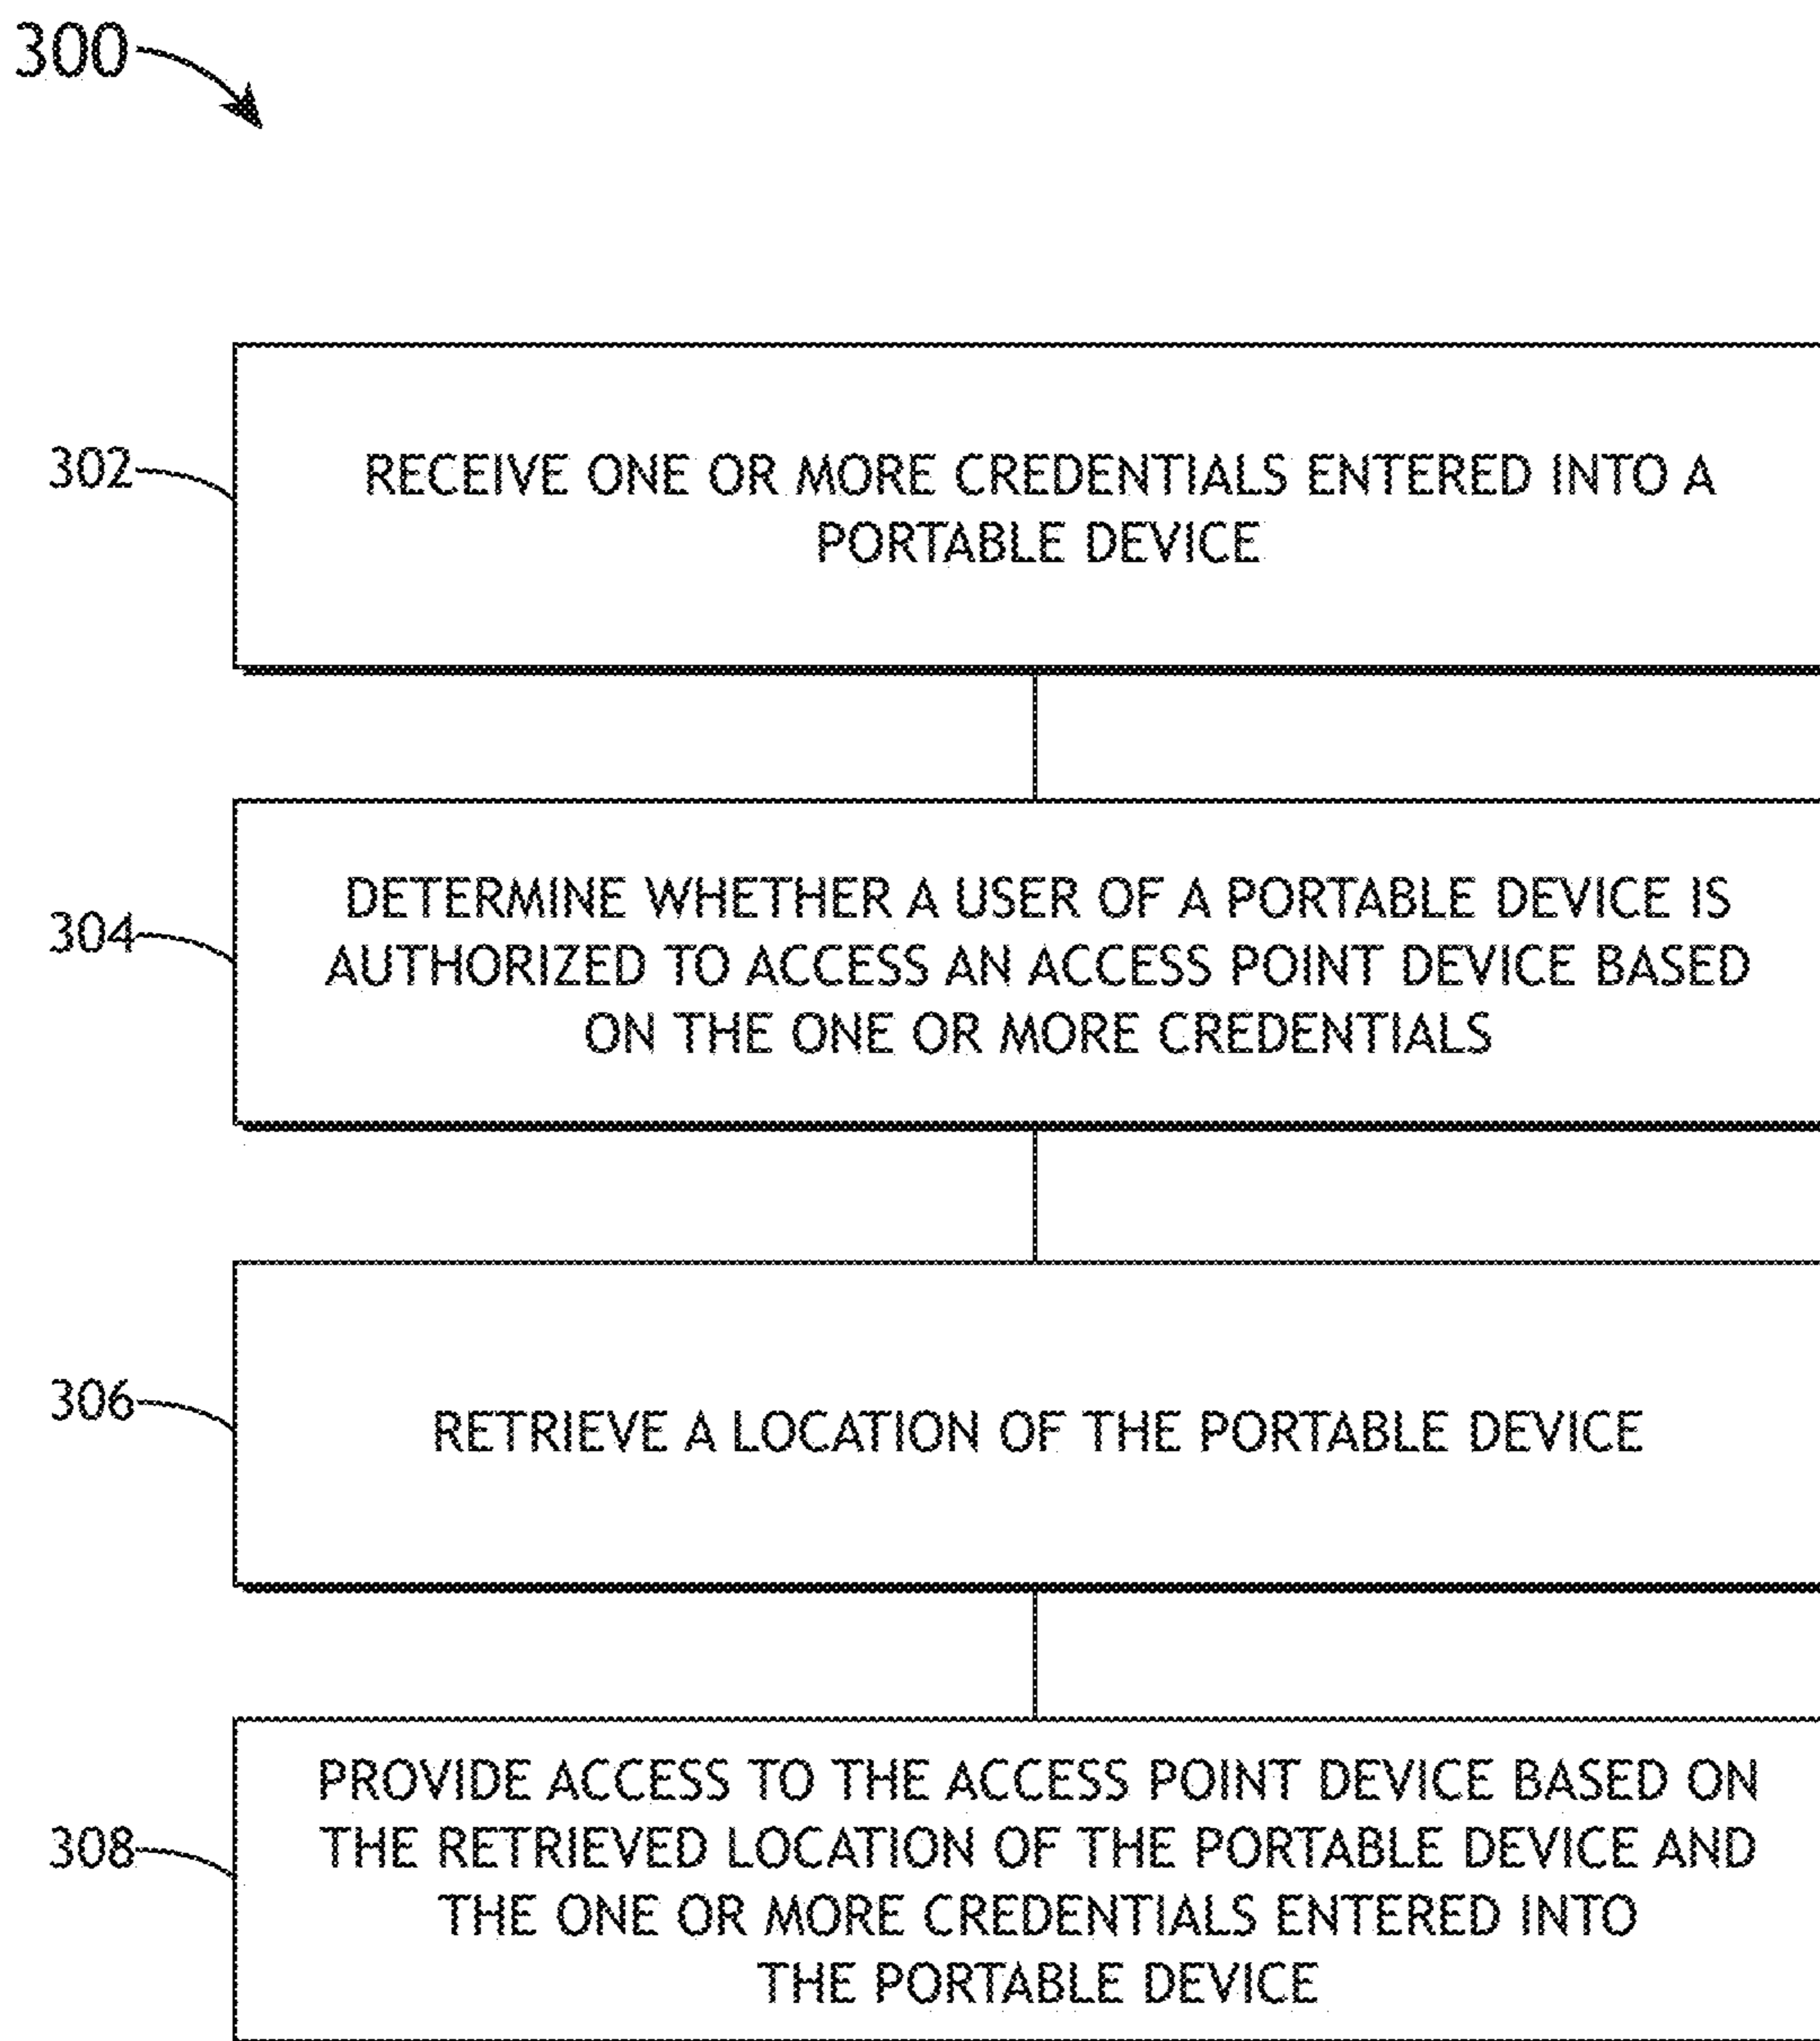 300
302
RECEIVE ONE OR MORE CREDENTIALS ENTERED INTO A
PORTABLE DEVICE
304
DETERMINE WHETHER A USER OF A PORTABLE DEVICE IS
AUTHORIZED TO ACCESS AN ACCESS POINT DEVICE BASED
ON THE ONE OR MORE CREDENTIALS
306
RETRIEVE A LOCATION OF THE PORTABLE DEVICE
308
PROVIDE ACCESS TO THE ACCESS POINT DEVICE BASED ON
THE RETRIEVED LOCATION OF THE PORTABLE DEVICE AND
THE ONE OR MORE CREDENTIALS ENTERED INTO
THE PORTABLE DEVICE